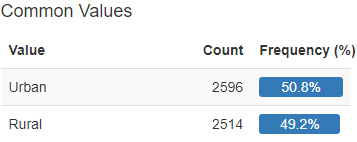 Common Values
Value Count Frequency (%)
Urban 2596 50.8%
Rural 2514 49.2%